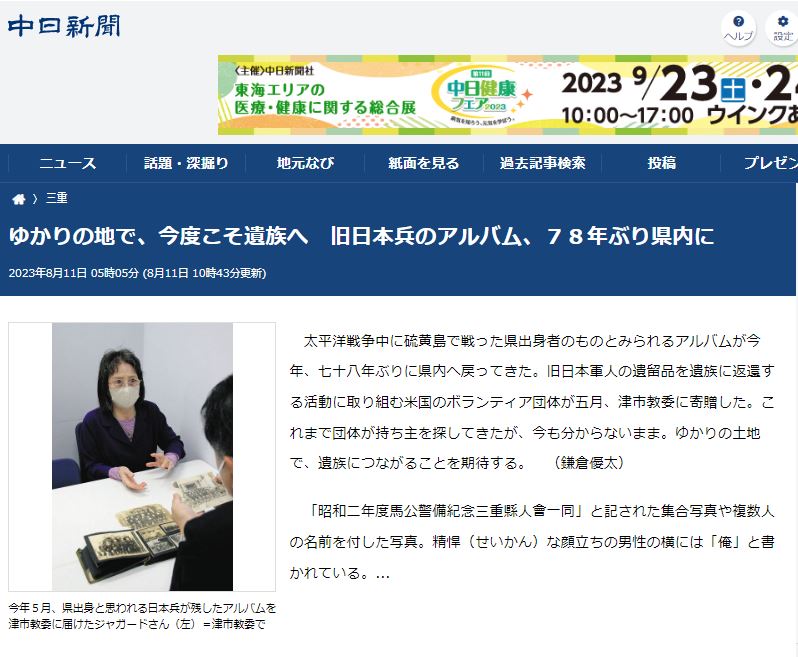 中日新聞
ヘルプ
設定
〈主催〉中日新聞社
東海エリアの
医療・健康に関する総合展
第11回
中日健康
フェア2023
病気を知ろう。元気を学ぼう。
2023 9/23土・24
10:00〜17:00 ウインクあ
ニュース 話題・深掘り 地元なび 紙面を見る 過去記事検索 投稿 プレゼン
〉三重
ゆかりの地で、今度こそ遺族へ　旧日本兵のアルバム、７８年ぶり県内に
2023年8月11日 05時05分 (8月11日 10時43分更新)
太平洋戦争中に硫黄島で戦った県出身者のものとみられるアルバムが今
年、七十八年ぶりに県内へ戻ってきた。旧日本軍人の遺留品を遺族に返還す
る活動に取り組む米国のボランティア団体が五月、津市教委に寄贈した。こ
れまで団体が持ち主を探してきたが、今も分からないまま。ゆかりの土地
で、遺族につながることを期待する。　（鎌倉優太）
「昭和二年度馬公警備紀念三重縣人會一同」と記された集合写真や複数人
の名前を付した写真。精悍（せいかん）な顔立ちの男性の横には「俺」と書
かれている。…
今年５月、県出身と思われる日本兵が残したアルバムを
津市教委に届けたジャガードさん（左）＝津市教委で